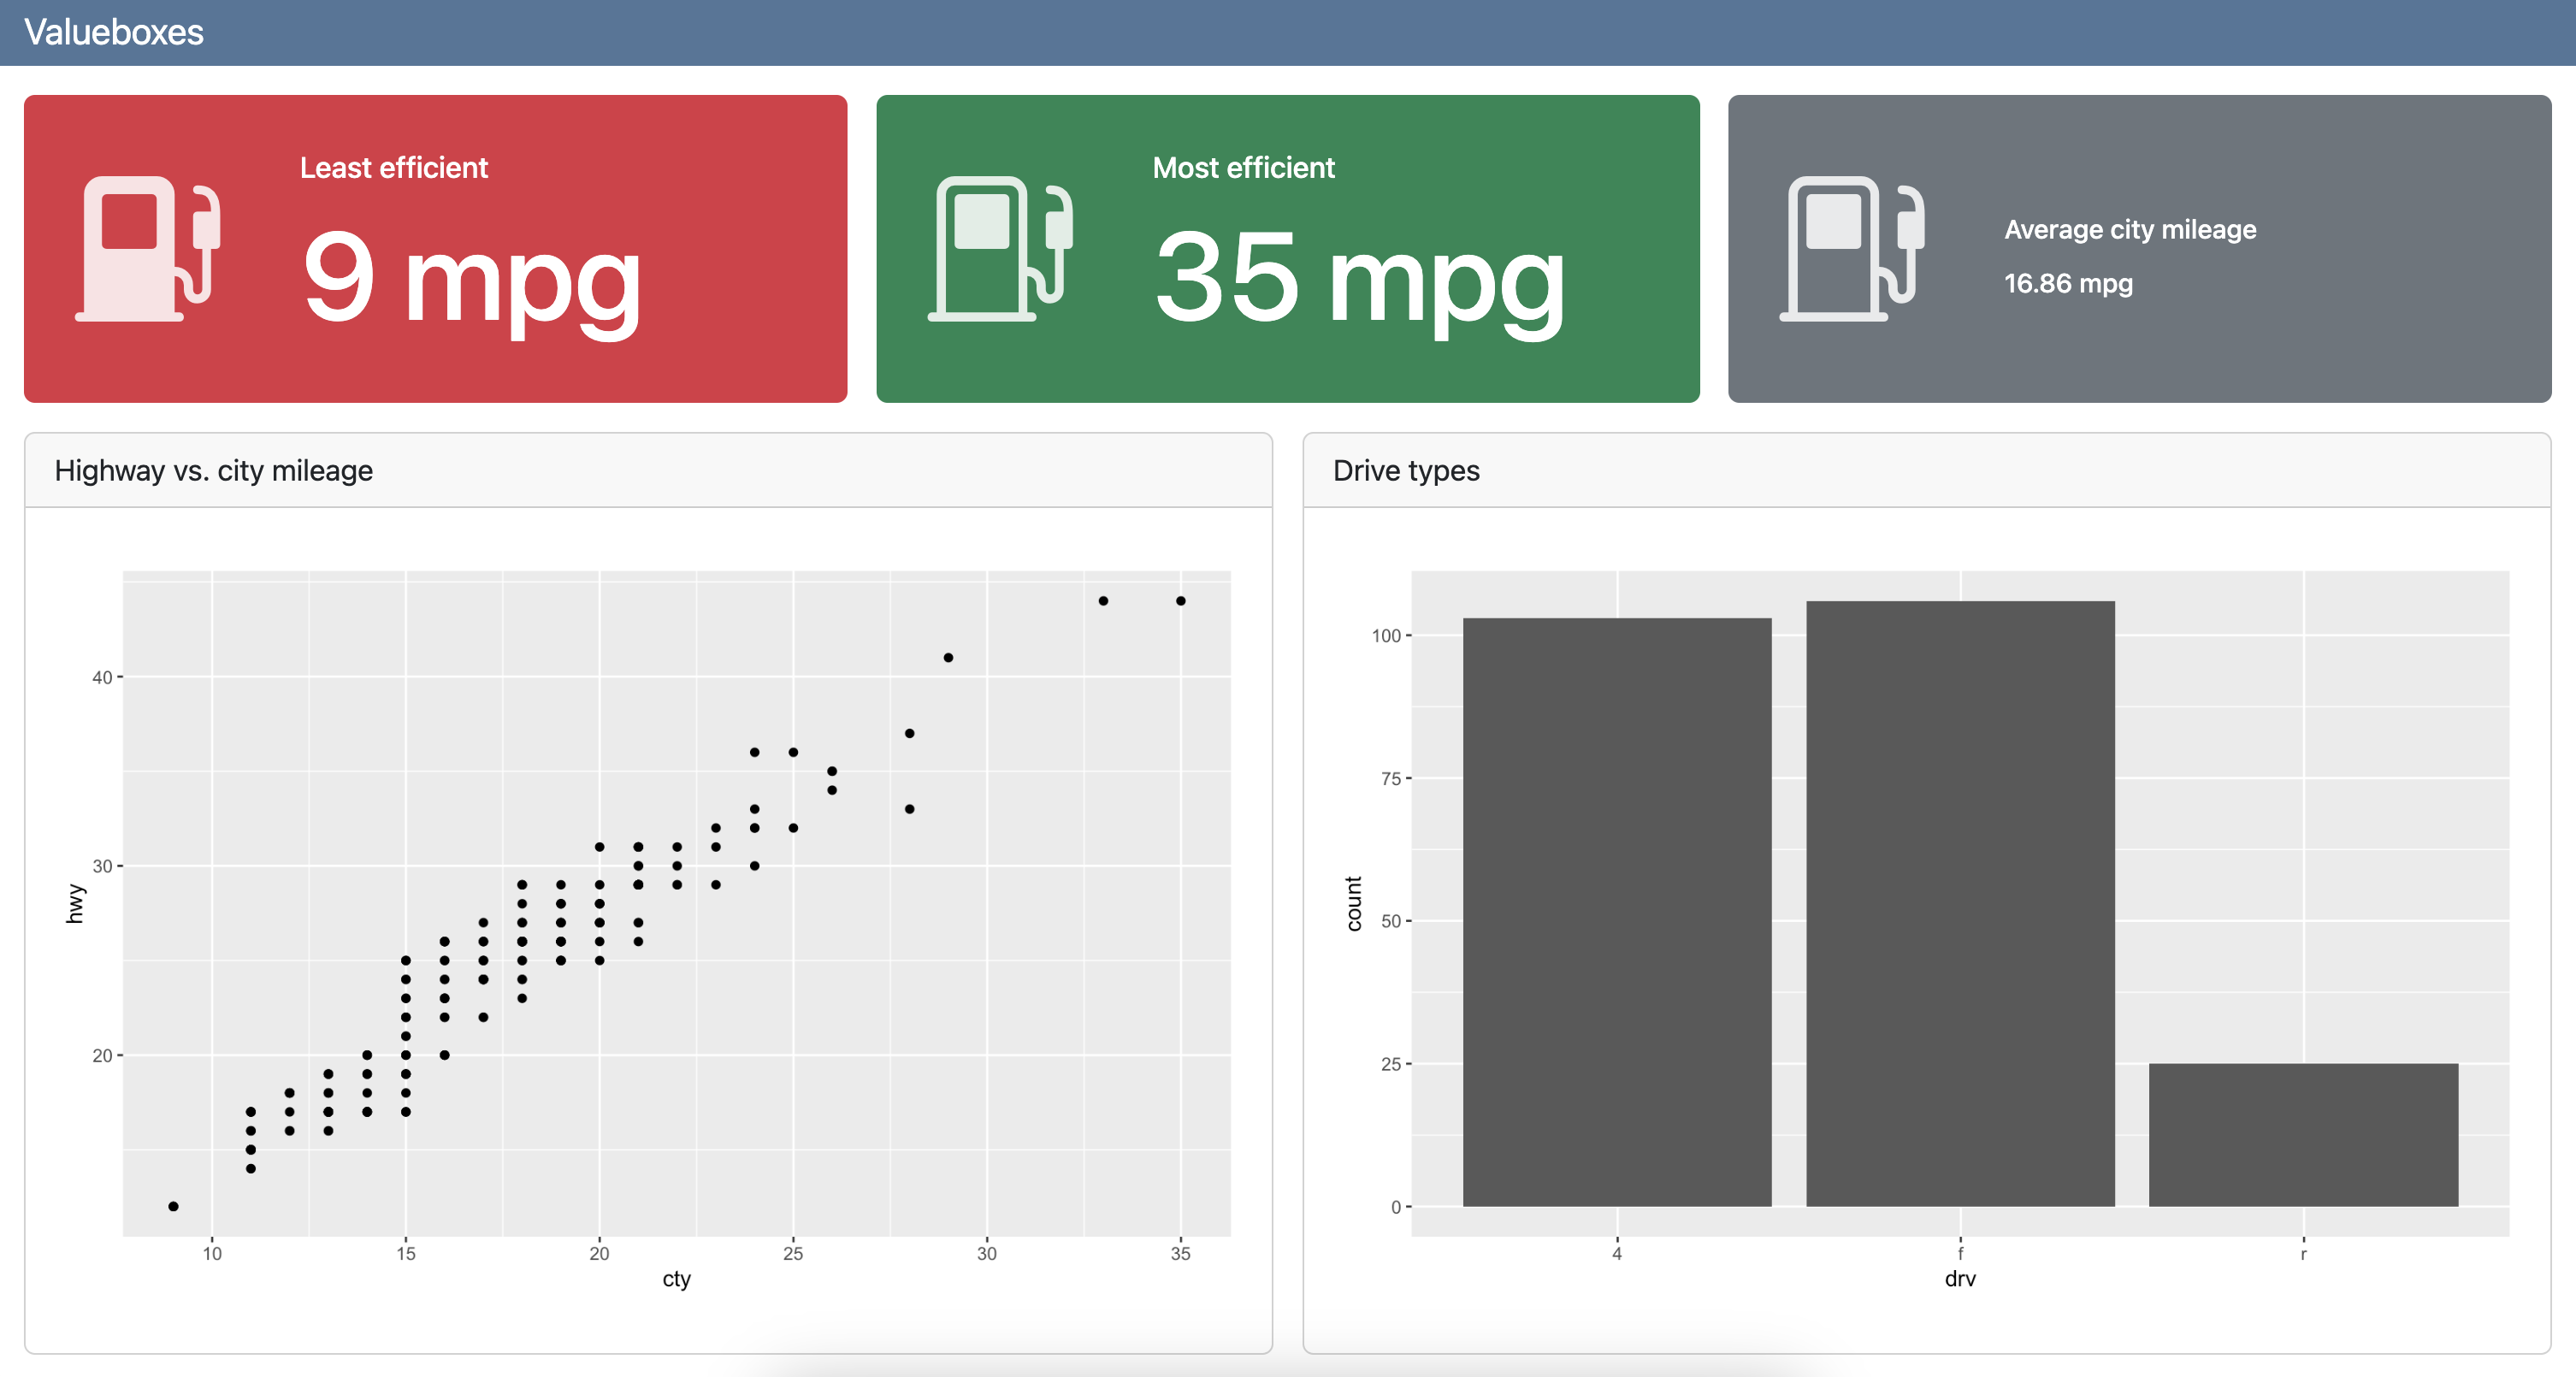 Valueboxes
Least efficient
9 mpg
Most efficient
35 mpg
Average city mileage
16.86 mpg
Highway vs. city mileage
hwy
40
30
20
10 15 20 25 30 35
cty
Drive types
count
100
75
50
25
0
4 f r
drv